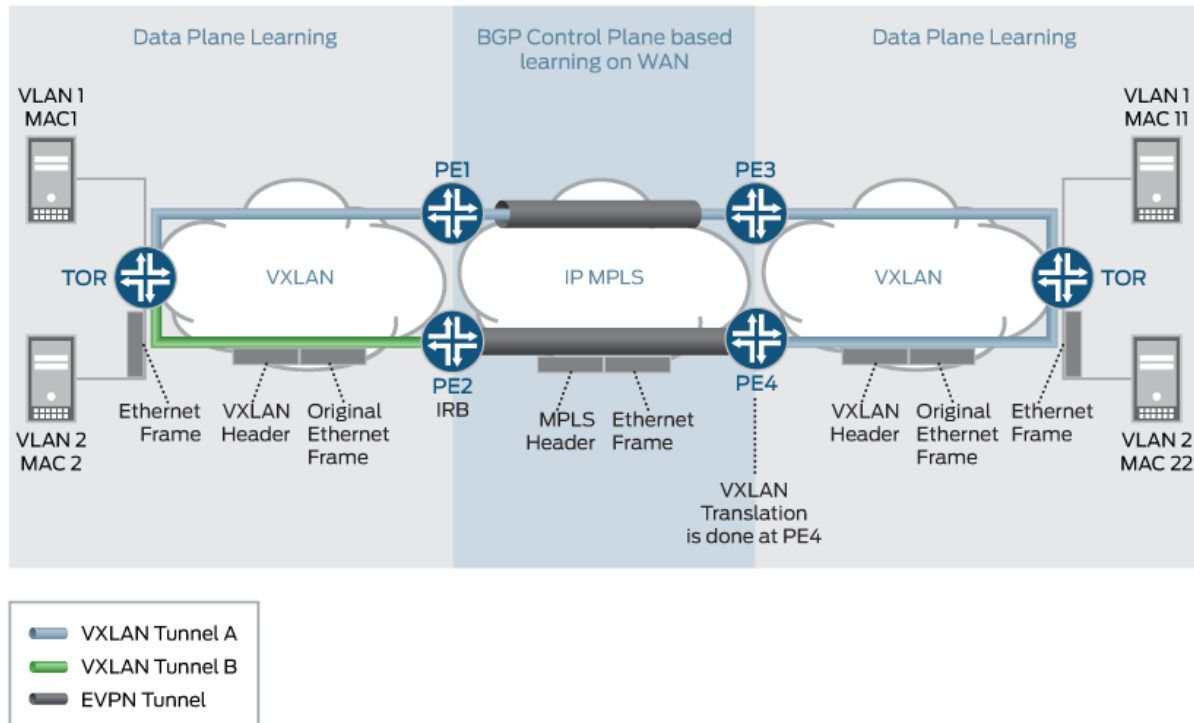 Data Plane Learning
BGP Control Plane based
learning on WAN
Data Plane Learning
VLAN 1
MAC1
VLAN 1
MAC 11
PE1
PE3
TOR
VXLAN
IP MPLS
VXLAN
TOR
PE2
IRB
PE4
VLAN 2
MAC 2
Ethernet
Frame
VXLAN
Header
Original
Ethernet
Frame
MPLS
Header
Ethernet
Frame
VXLAN
Header
Original
Ethernet
Frame
Ethernet
Frame
VLAN 2
MAC 22
VXLAN
Translation
is done at PE4
VXLAN Tunnel A
VXLAN Tunnel B
EVPN Tunnel